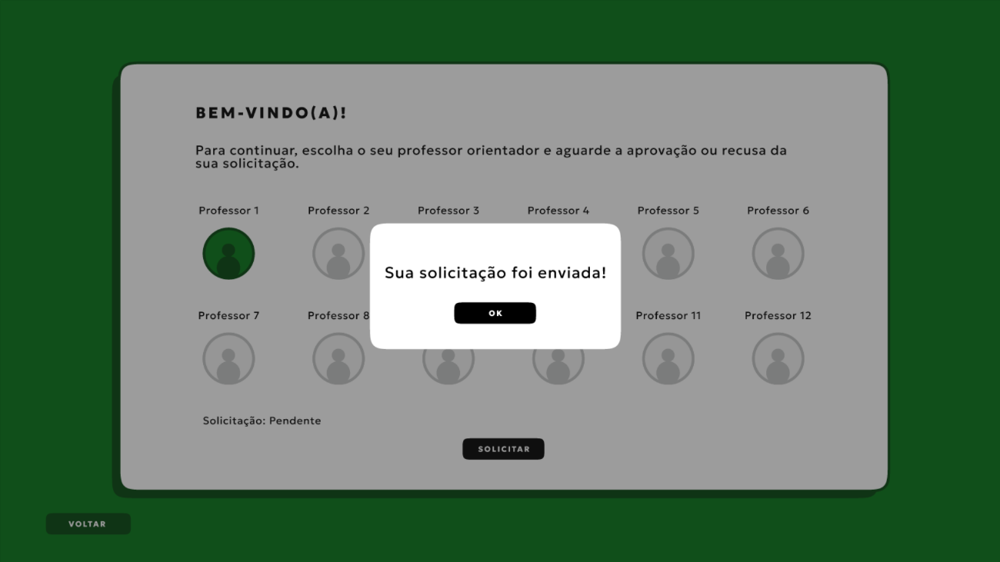 BEM-VINDO(A)!
Para continuar, escolha o seu professor orientador e aguarde a aprovação ou recusa da
sua solicitação.
Professor 1
Professor 2
Professor 3
Professor 4
Professor 5
Professor 6
Sua solicitação foi enviada!
OK
Professor 7
Professor 8
Professor 11
Professor 12
Solicitação: Pendente
SOLICITAR
VOLTAR